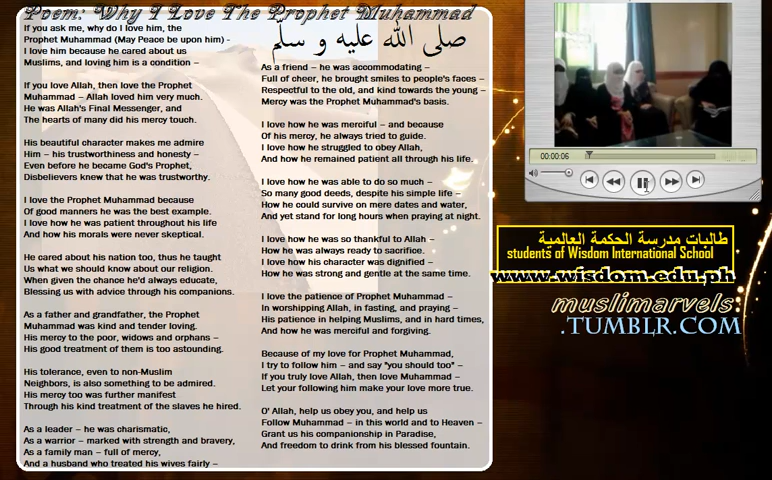 Poem: Why I Love The Prophet Muhammad
صلى الله عليه و سلم
If you ask me, why do I love him, the
Prophet Muhammad (May Peace be upon him) -
I love him because he cared about us
Muslims, and loving him is a condition –
If you love Allah, then love the Prophet
Muhammad – Allah loved him very much.
He was Allah's Final Messenger, and
The hearts of many did his mercy touch.
His beautiful character makes me admire
Him – his trustworthiness and honesty –
Even before he became God's Prophet,
Disbelievers knew that he was trustworthy.
I love the Prophet Muhammad because
Of good manners he was the best example.
I love how he was patient throughout his life
And how his morals were never skeptical.
He cared about his nation too, thus he taught
Us what we should know about our religion.
When given the chance he'd always educate,
Blessing us with advice through his companions.
As a father and grandfather, the Prophet
Muhammad was kind and tender loving.
His mercy to the poor, widows and orphans –
His good treatment of them is too astounding.
His tolerance, even to non-Muslim
Neighbors, is also something to be admired.
His mercy too was further manifest
Through his kind treatment of the slaves he hired.
As a leader – he was charismatic,
As a warrior – marked with strength and bravery,
As a family man – full of mercy,
And a husband who treated his wives fairly –
As a friend – he was accommodating –
Full of cheer, he brought smiles to people's faces –
Respectful to the old, and kind towards the young –
Mercy was the Prophet Muhammad's basis.
I love how he was merciful – and because
Of his mercy, he always tried to guide.
I love how he struggled to obey Allah,
And how he remained patient all through his life.
I love how he was able to do so much –
So many good deeds, despite his simple life –
How he could survive on mere dates and water,
And yet stand for long hours when praying at night.
I love how he was so thankful to Allah –
How he was always ready to sacrifice.
I love how his character was dignified –
How he was strong and gentle at the same time.
I love the patience of Prophet Muhammad –
In worshipping Allah, in fasting, and praying –
His patience in helping Muslims, and in hard times,
And how he was merciful and forgiving.
Because of my love for Prophet Muhammad,
I try to follow him – and say "you should too" –
If you truly love Allah, then love Muhammad –
Let your following him make your love more true.
O' Allah, help us obey you, and help us
Follow Muhammad – in this world and to Heaven –
Grant us his companionship in Paradise,
And freedom to drink from his blessed fountain.
00:00:06
طالبات مدرسة الحكمة العالمية
students of Wisdom International School
www.wisdom.edu.ph
muslimarvels
.TUMBLR.COM